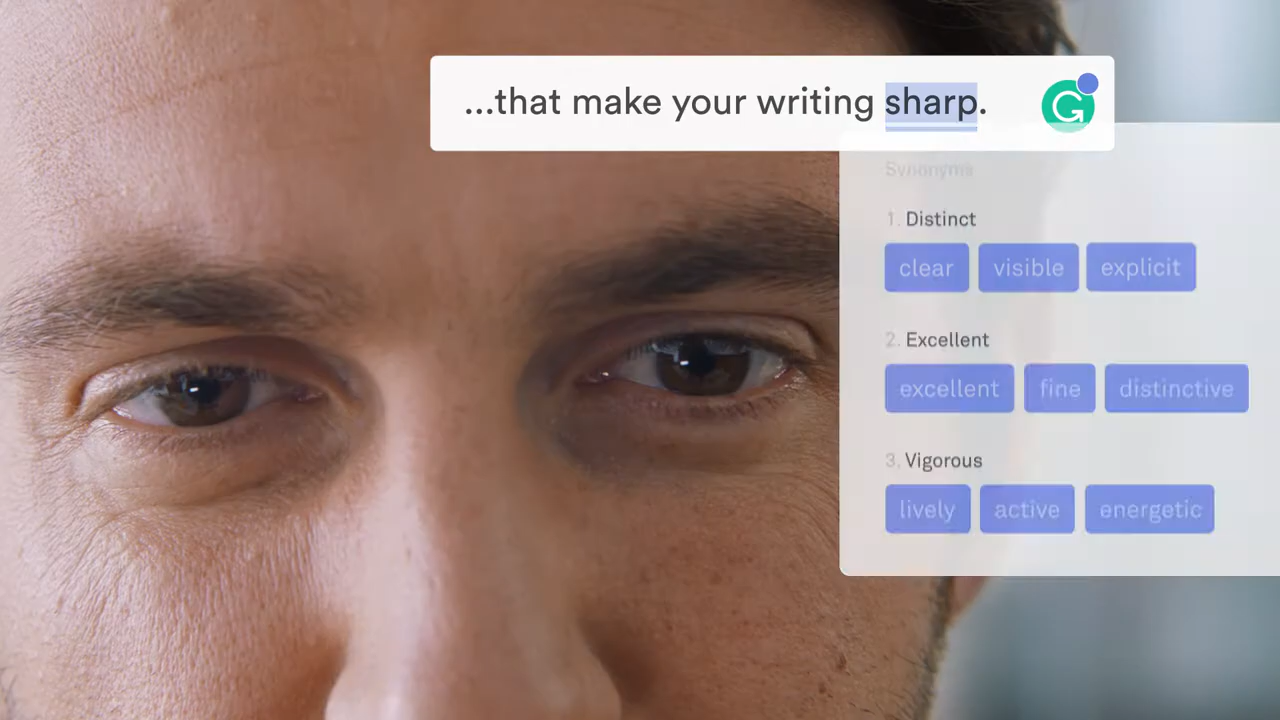 ...that make your writing sharp.
Synonyms
1. Distinct
clear visible explicit
2. Excellent
excellent fine distinctive
3. Vigorous
lively active energetic